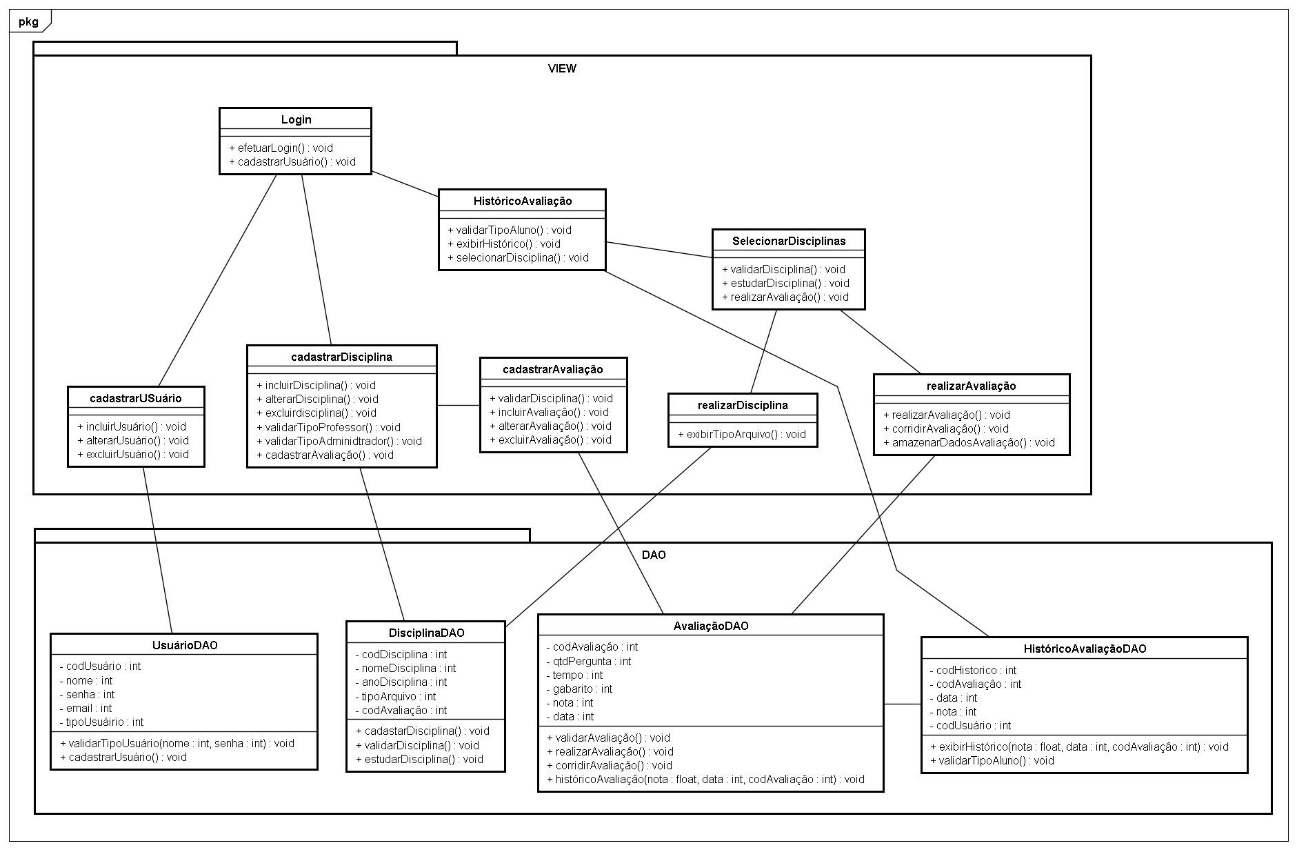 pkg
VIEW
Login
+ efetuarLogin() : void
+ cadastrarUsuário() : void
HistóricoAvaliação
+ validarTipoAluno() : void
+ exibirHistórico() : void
+ selecionarDisciplina() : void
SelecionarDisciplinas
+ validarDisciplina() : void
+ estudarDisciplina() : void
+ realizarAvaliação() : void
cadastrarUSuário
+ incluirUsuário() : void
+ alterarUsuário() : void
+ excluirUsuário() : void
cadastrarDisciplina
+ incluirDisciplina() : void
+ alterarDisciplina() : void
+ excluirdisciplina() : void
+ validarTipoProfessor() : void
+ validarTipoAdminidtrador() : void
+ cadastrarAvaliação() : void
cadastrarAvaliação
+ validarDisciplina() : void
+ incluirAvaliação() : void
+ alterarAvaliação() : void
+ excluirAvaliação() : void
realizarDisciplina
+ exibirTipoArquivo() : void
realizarAvaliação
+ realizarAvaliação() : void
+ corridirAvaliação() : void
+ amazenarDadosAvaliação() : void
DAO
UsuárioDAO
- codUsuário : int
- nome : int
- senha : int
- email : int
- tipoUsuáirio : int
+ validarTipoUsuário(nome : int, senha : int) : void
+ cadastrarUsuário() : void
DisciplinaDAO
- codDisciplina : int
- nomeDisciplina : int
- anoDisciplina : int
- tipoArquivo : int
- codAvaliação : int
+ cadastarDisciplina() : void
+ validarDisciplina() : void
+ estudarDisciplina() : void
AvaliaçãoDAO
- codAvaliação : int
- qtdPergunta : int
- tempo : int
- gabarito : int
- nota : int
- data : int
+ validarAvaliação() : void
+ realizarAvaliação() : void
+ corridirAvaliação() : void
+ históricoAvaliação(nota : float, data : int, codAvaliação : int) : void
HistóricoAvaliaçãoDAO
- codHistorico : int
- codAvaliação : int
- data : int
- nota : int
- codUsuário : int
+ exibirHistórico(nota : float, data : int, codAvaliação : int) : void
+ validarTipoAluno() : void